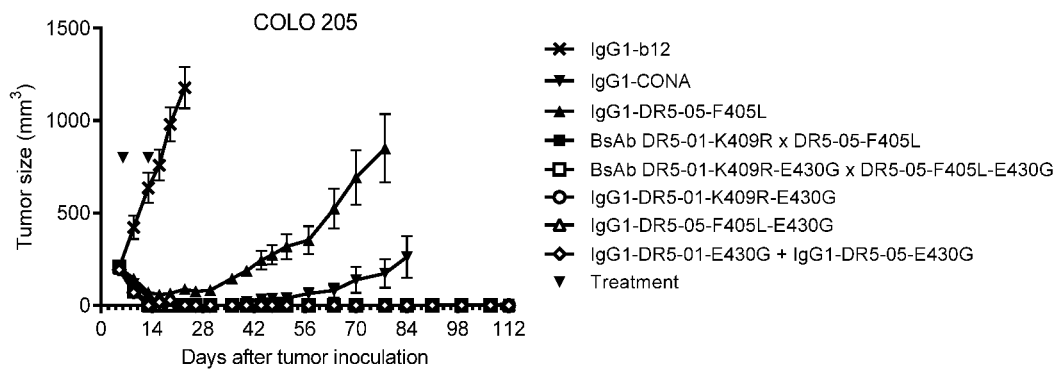 COLO 205
1500
1000
500
0
Tumor size (mm³)
0 14 28 42 56 70 84 98 112
Days after tumor inoculation
IgG1-b12
IgG1-CONA
IgG1-DR5-05-F405L
BsAb DR5-01-K409R x DR5-05-F405L
BsAb DR5-01-K409R-E430G x DR5-05-F405L-E430G
IgG1-DR5-01-K409R-E430G
IgG1-DR5-05-F405L-E430G
IgG1-DR5-01-E430G + IgG1-DR5-05-E430G
Treatment